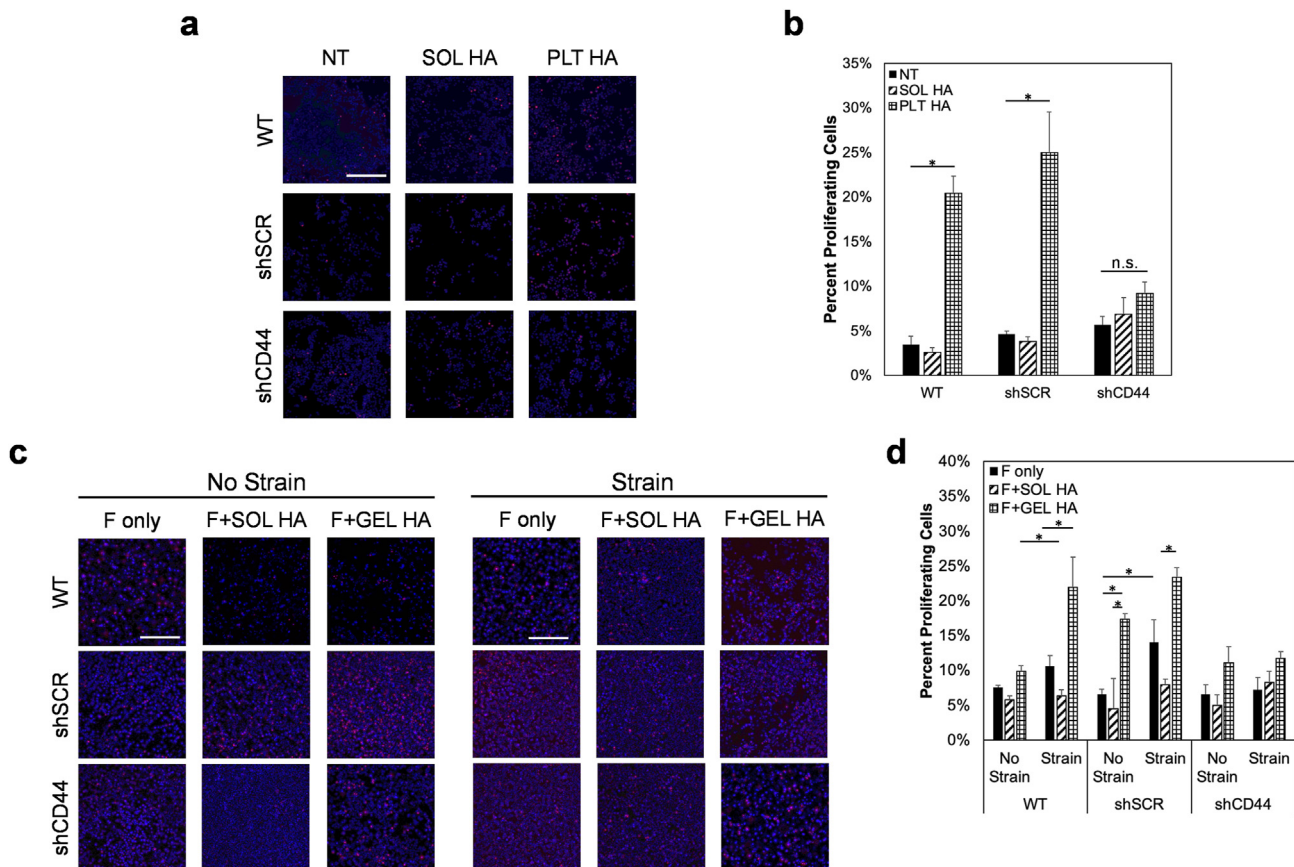 a
NT SOL HA PLT HA
WT
shSCR
shCD44
b
35%
30%
25%
20%
15%
10%
5%
0%
Percent Proliferating Cells
NT
SOL HA
PLT HA
*
*
n.s.
WT shSCR shCD44
c
No Strain Strain
F only F+SOL HA F+GEL HA F only F+SOL HA F+GEL HA
WT
shSCR
shCD44
d
40%
35%
30%
25%
20%
15%
10%
5%
0%
Percent Proliferating Cells
F only
F+SOL HA
F+GEL HA
*
*
*
*
*
*
No Strain Strain No Strain Strain No Strain Strain
WT shSCR shCD44